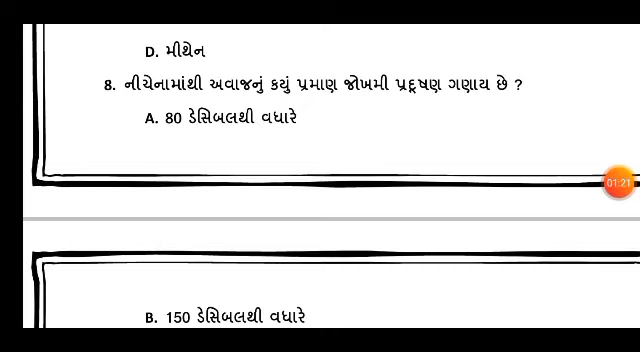 D. મીથેન
8. નીચેનામાંથી અવાજનું કયું પ્રમાણ જોખમી પ્રદૂષણ ગણાય છે ?
A. 80 ડેસિબલથી વધારે
01:21
B. 150 ડેસિબલથી વધારે